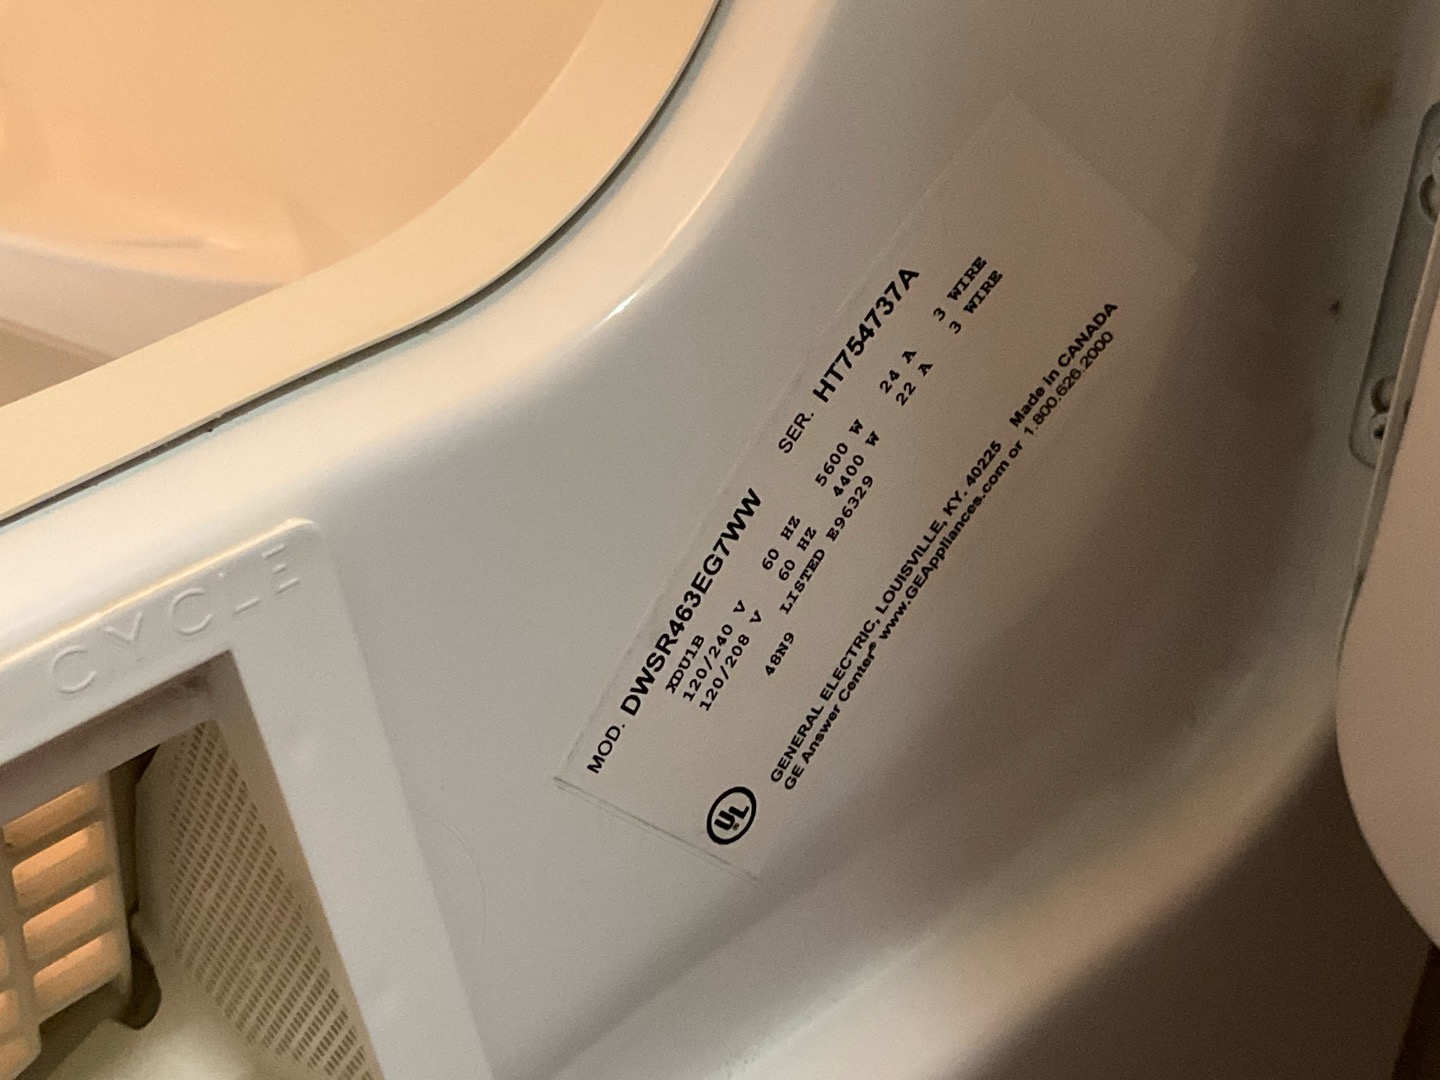 MOD. DWSR463EG7WW SER. HT754737A
XDU1B
120/240 V 60 HZ 5600 W 24 A 3 WIRE
120/208 V 60 HZ 4400 W 22 A 3 WIRE
48N9 LISTED E96329
UL
GENERAL ELECTRIC, LOUISVILLE, KY. 40225 Made in CANADA
GE Answer Center® www.GEAppliances.com or 1.800.626.2000
CYCLE